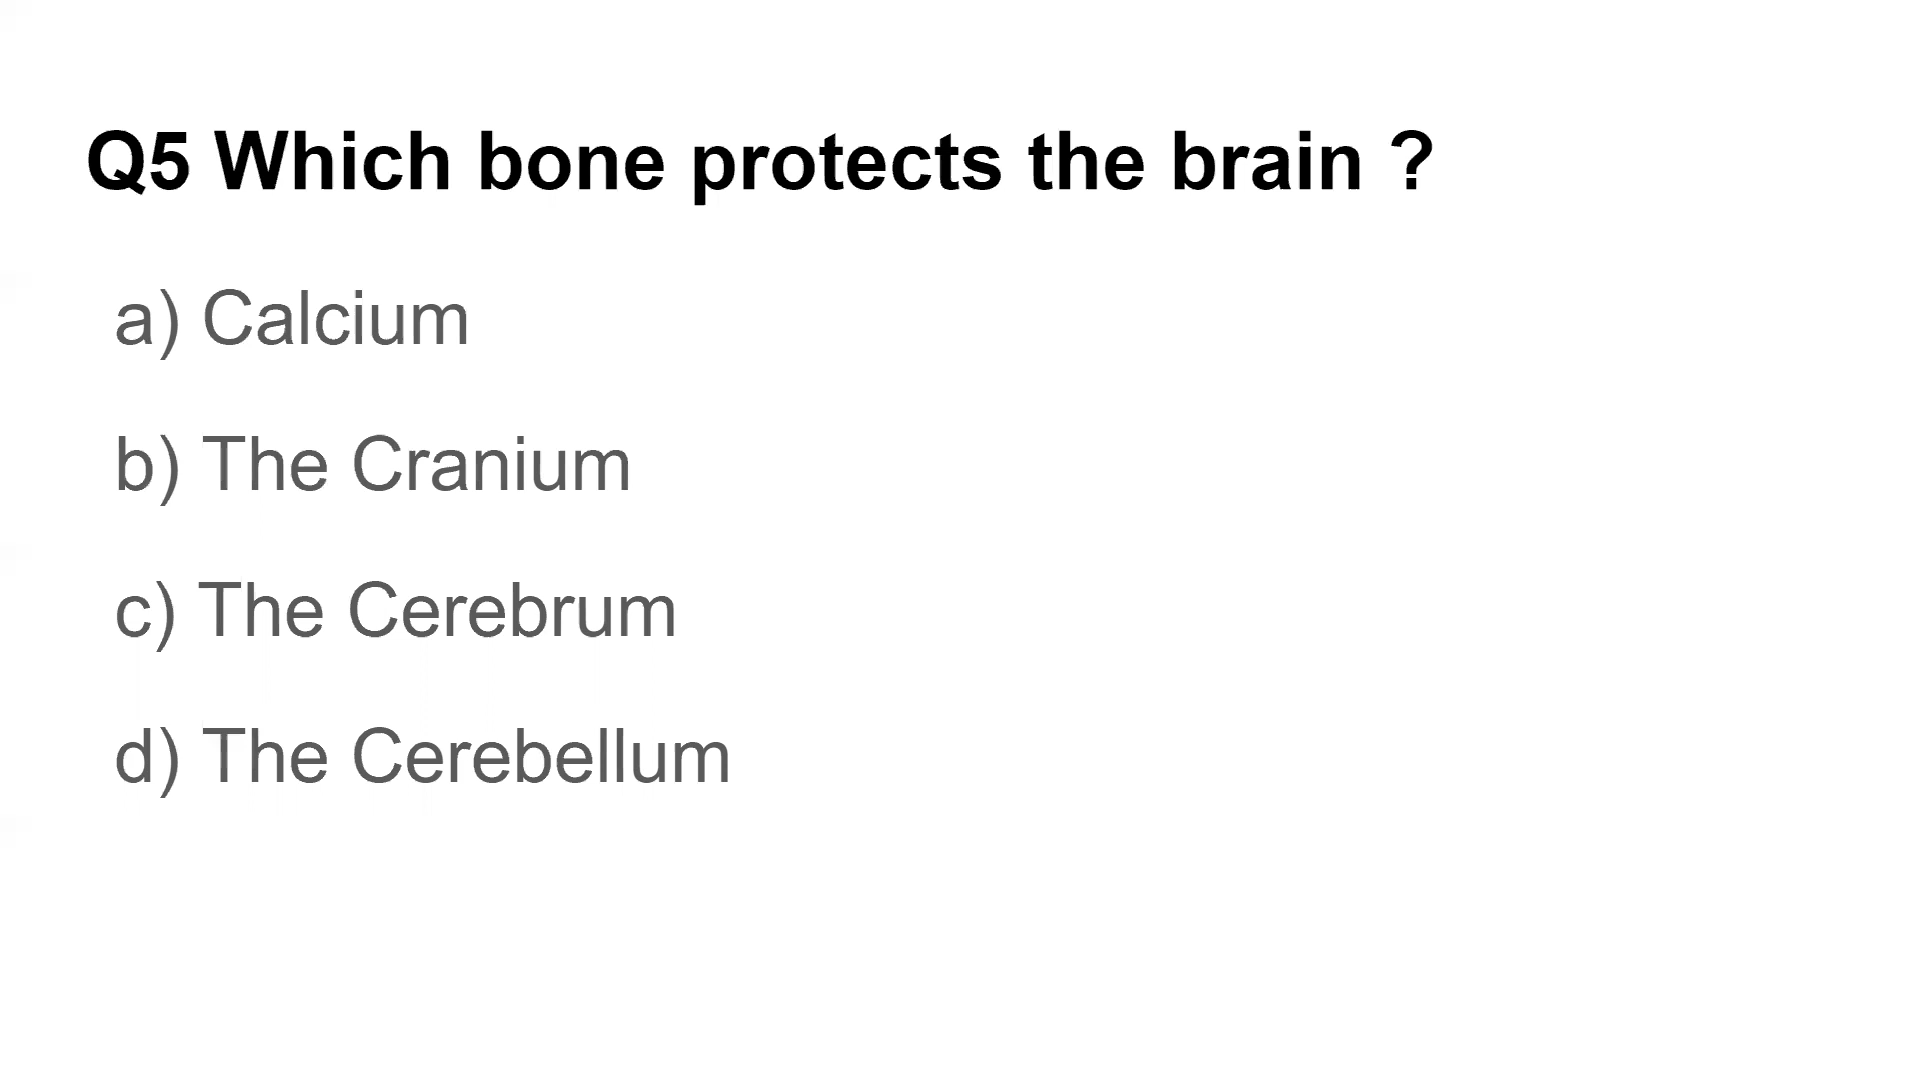 Q5 Which bone protects the brain ?
a) Calcium
b) The Cranium
c) The Cerebrum
d) The Cerebellum